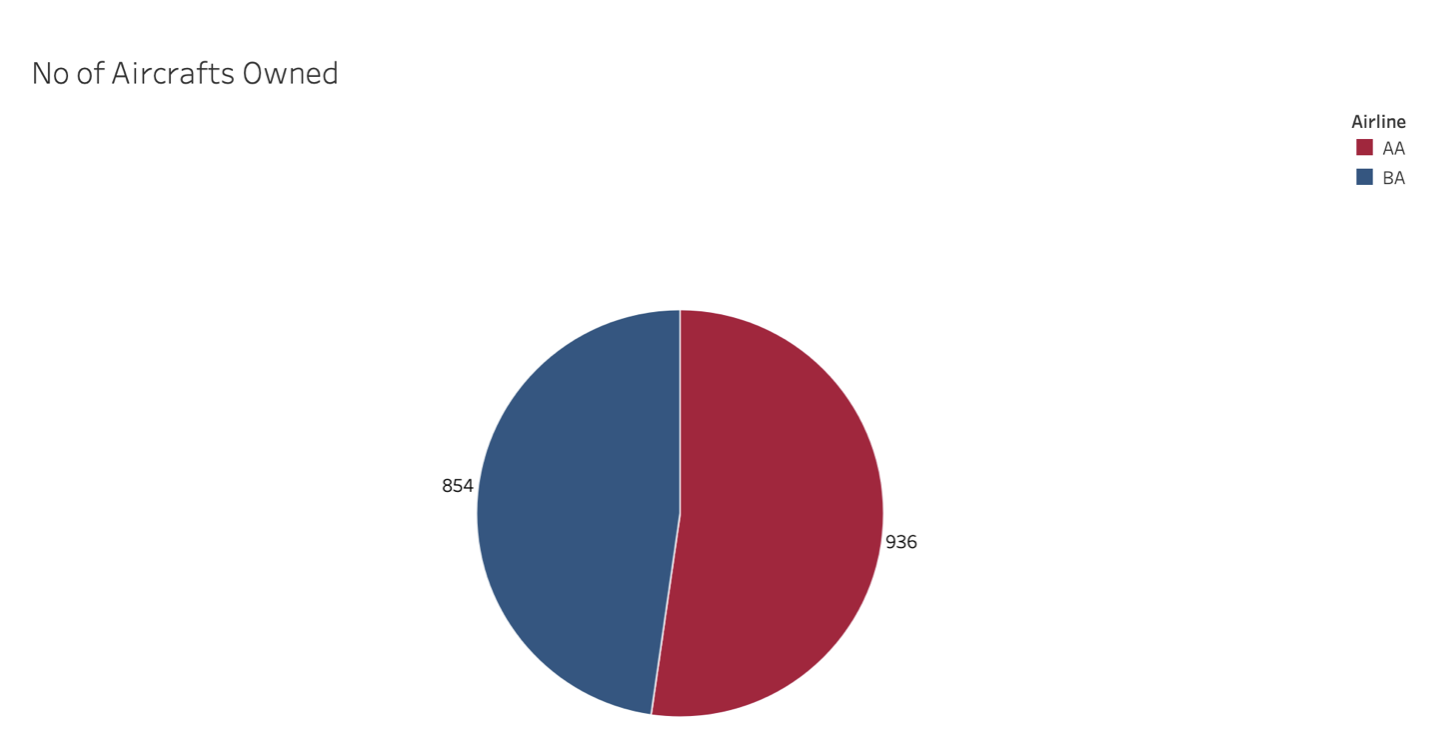 No of Aircrafts Owned
Airline
AA
BA
854
936